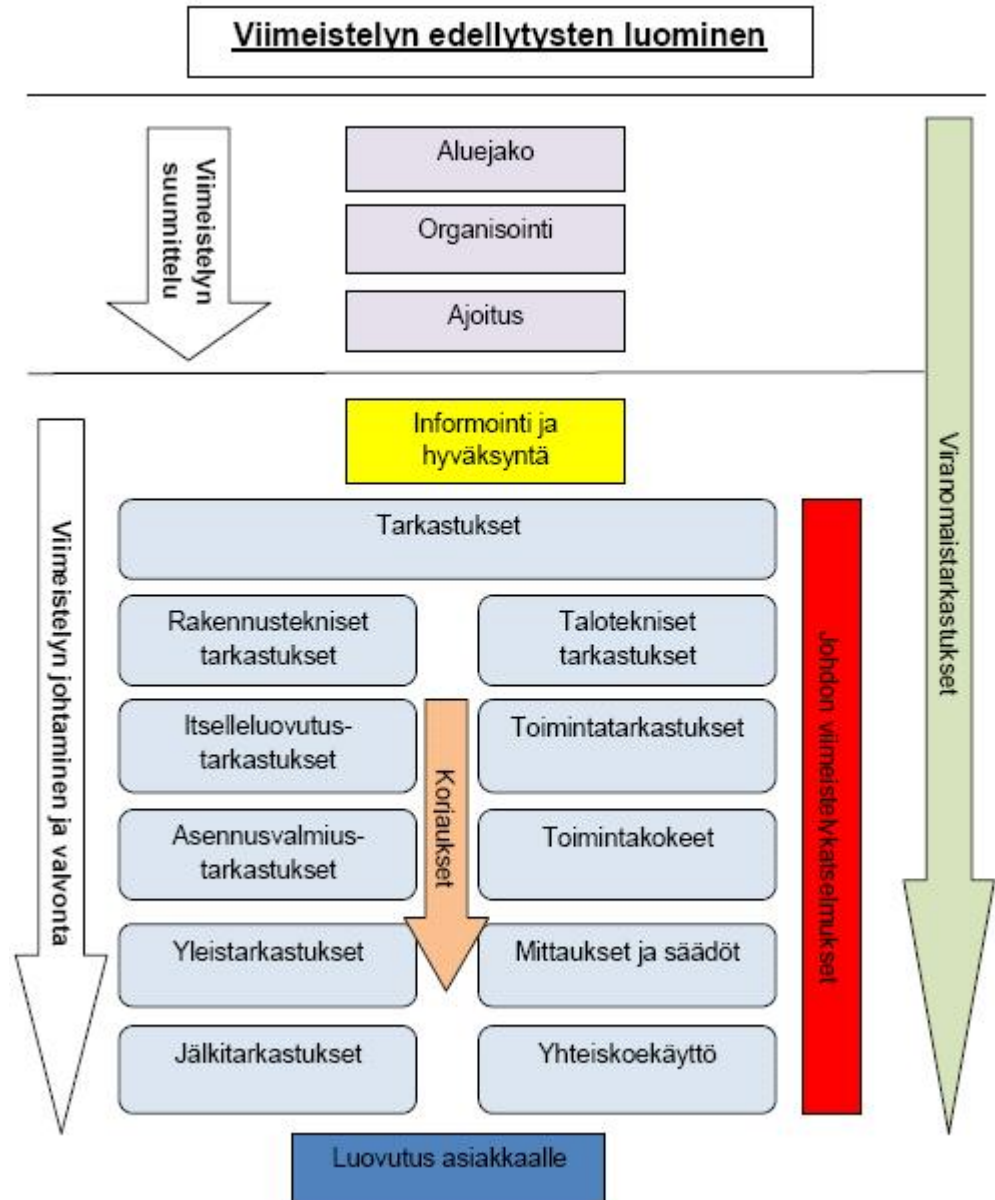 Viimeistelyn edellytysten luominen
Viimeistelyn
suunnittelu
Aluejako
Organisointi
Ajoitus
Viranomaistarkastukset
Informointi ja
hyväksyntä
Viimeistelyn johtaminen ja valvonta
Tarkastukset
Johdon viimeistelykatselmukset
Rakennustekniset
tarkastukset
Talotekniset
tarkastukset
Korjaukset
Itselleluovutus-
tarkastukset
Toimintatarkastukset
Asennusvalmius-
tarkastukset
Toimintakokeet
Yleistarkastukset
Mittaukset ja säädöt
Jälkitarkastukset
Yhteiskoekäyttö
Luovutus asiakkaalle